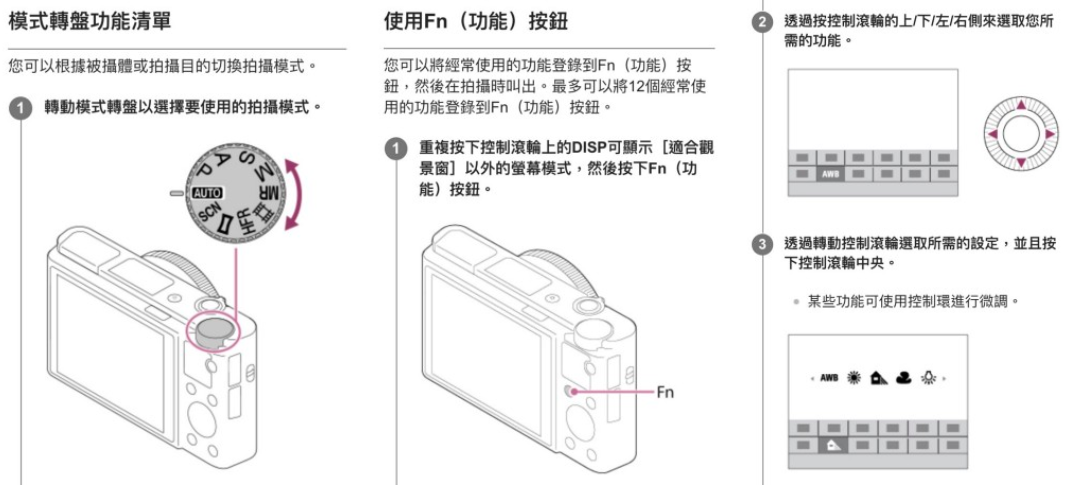 模式轉盤功能清單
您可以根據被攝體或拍攝目的切換拍攝模式。
1 轉動模式轉盤以選擇要使用的拍攝模式。
P A S M MR HFR SCN AUTO
使用Fn（功能）按鈕
您可以將經常使用的功能登錄到Fn（功能）按
鈕，然後在拍攝時叫出。最多可以將12個經常使
用的功能登錄到Fn（功能）按鈕。
1 重複按下控制滾輪上的DISP可顯示［適合觀
景窗］以外的螢幕模式，然後按下Fn（功
能）按鈕。
Fn
2 透過按控制滾輪的上/下/左/右側來選取您所
需的功能。
AWB
3 透過轉動控制滾輪選取所需的設定，並且按
下控制滾輪中央。
• 某些功能可使用控制環進行微調。
AWB